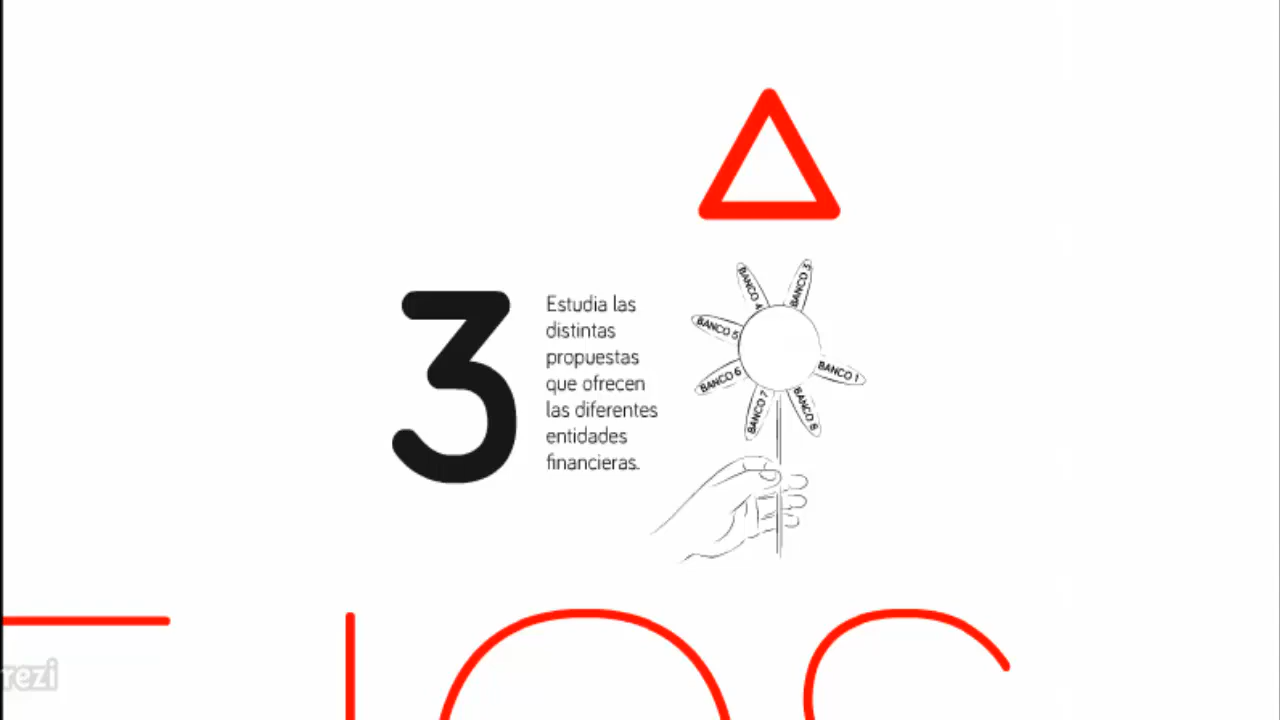 3
Estudia las
distintas
propuestas
que ofrecen
las diferentes
entidades
financieras.
BANCO 4
BANCO 3
BANCO 5
BANCO 1
BANCO 6
BANCO 7
BANCO 8
rezi